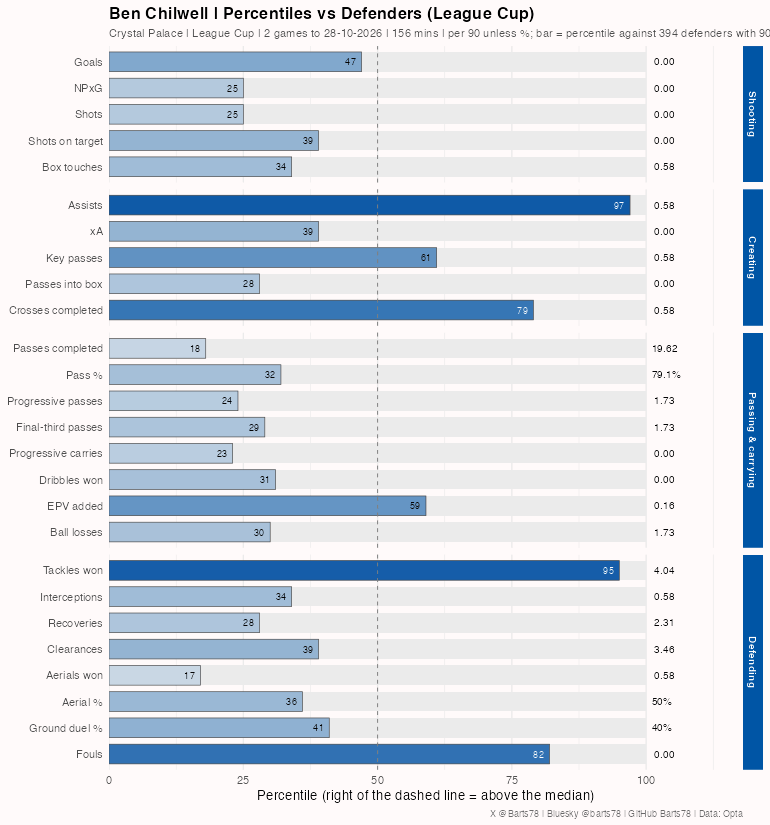 Ben Chilwell | Percentiles vs Defenders (League Cup)
Crystal Palace | League Cup | 2 games to 28-10-2026 | 156 mins | per 90 unless %; bar = percentile against 394 defenders with 90
Goals 47 0.00
NPxG 25 0.00
Shots 25 0.00
Shots on target 39 0.00
Box touches 34 0.58
Shooting
Assists 97 0.58
xA 39 0.00
Key passes 61 0.58
Passes into box 28 0.00
Crosses completed 79 0.58
Creating
Passes completed 18 19.62
Pass % 32 79.1%
Progressive passes 24 1.73
Final-third passes 29 1.73
Progressive carries 23 0.00
Dribbles won 31 0.00
EPV added 59 0.16
Ball losses 30 1.73
Passing & carrying
Tackles won 95 4.04
Interceptions 34 0.58
Recoveries 28 2.31
Clearances 39 3.46
Aerials won 17 0.58
Aerial % 36 50%
Ground duel % 41 40%
Fouls 82 0.00
Defending
0 25 50 75 100
Percentile (right of the dashed line = above the median)
X @Barts78 | Bluesky @barts78 | GitHub Barts78 | Data: Opta